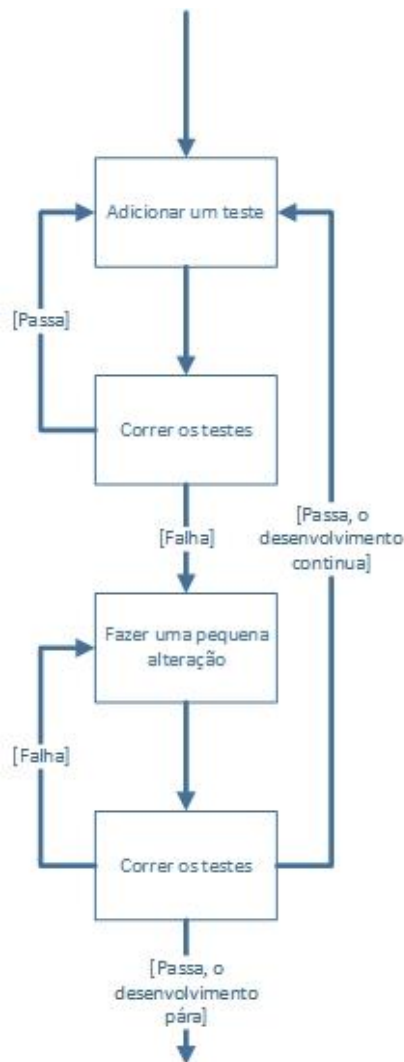 Adicionar um teste
[Passa]
Correr os testes
[Falha]
[Passa, o
desenvolvimento
continua]
Fazer uma pequena
alteração
[Falha]
Correr os testes
[Passa, o
desenvolvimento
pára]